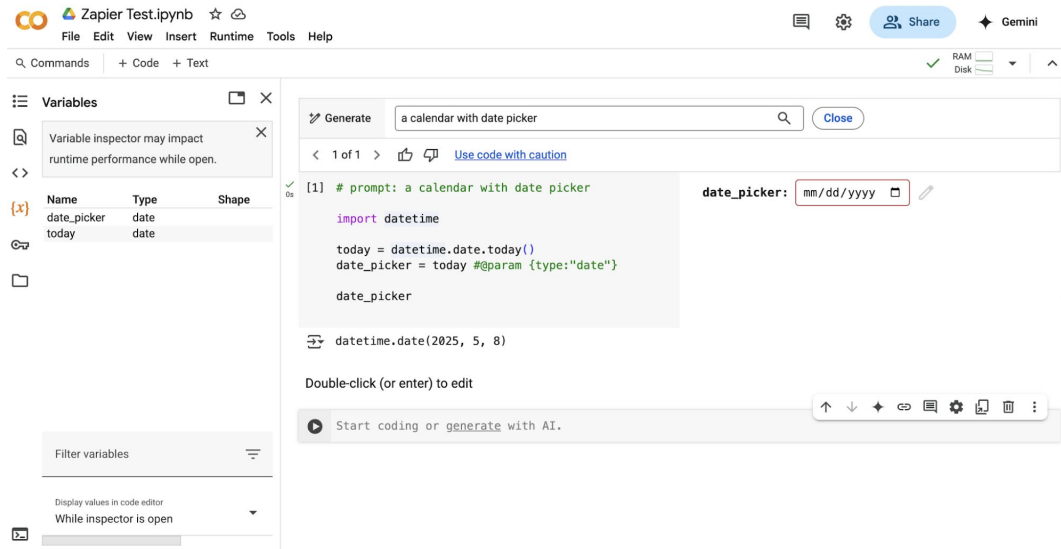 Zapier Test.ipynb
File Edit View Insert Runtime Tools Help
Share
Gemini
Commands
+ Code + Text
RAM
Disk
Variables
Variable inspector may impact
runtime performance while open.
Name Type Shape
date_picker date
today date
Filter variables
Display values in code editor
While inspector is open
Generate
a calendar with date picker
Close
1 of 1
Use code with caution
0s
[1] # prompt: a calendar with date picker
import datetime
today = datetime.date.today()
date_picker = today #@param {type:"date"}
date_picker
date_picker: mm/dd/yyyy
datetime.date(2025, 5, 8)
Double-click (or enter) to edit
Start coding or generate with AI.